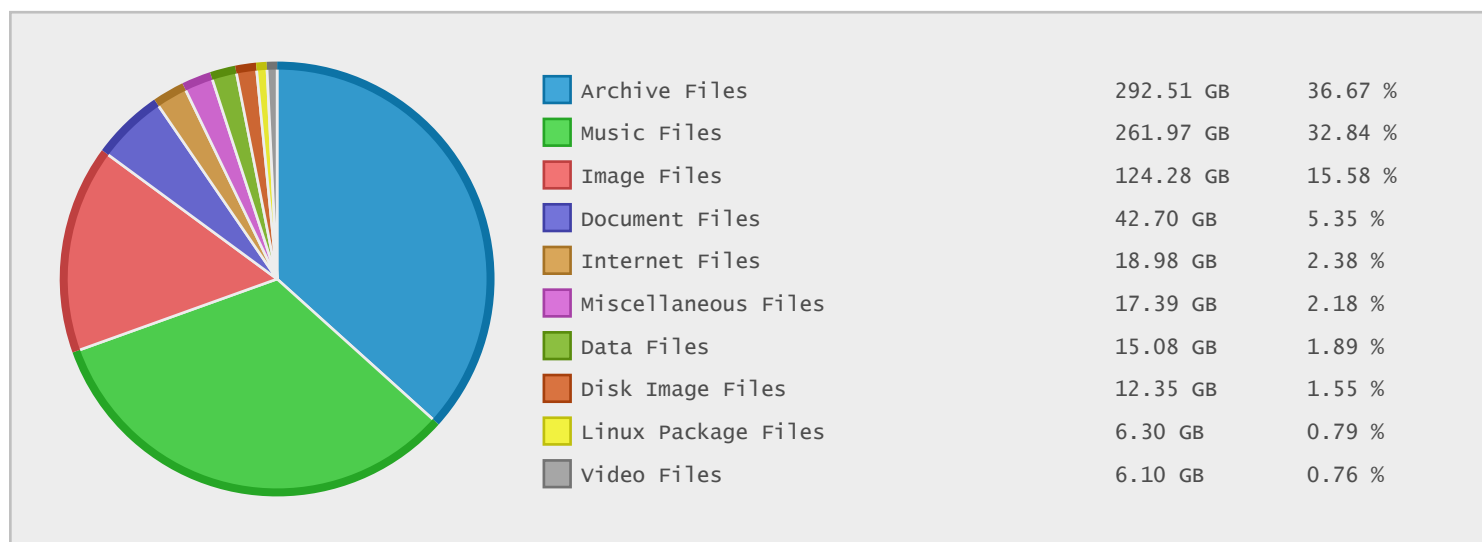 Archive Files 292.51 GB 36.67 %
Music Files 261.97 GB 32.84 %
Image Files 124.28 GB 15.58 %
Document Files 42.70 GB 5.35 %
Internet Files 18.98 GB 2.38 %
Miscellaneous Files 17.39 GB 2.18 %
Data Files 15.08 GB 1.89 %
Disk Image Files 12.35 GB 1.55 %
Linux Package Files 6.30 GB 0.79 %
Video Files 6.10 GB 0.76 %